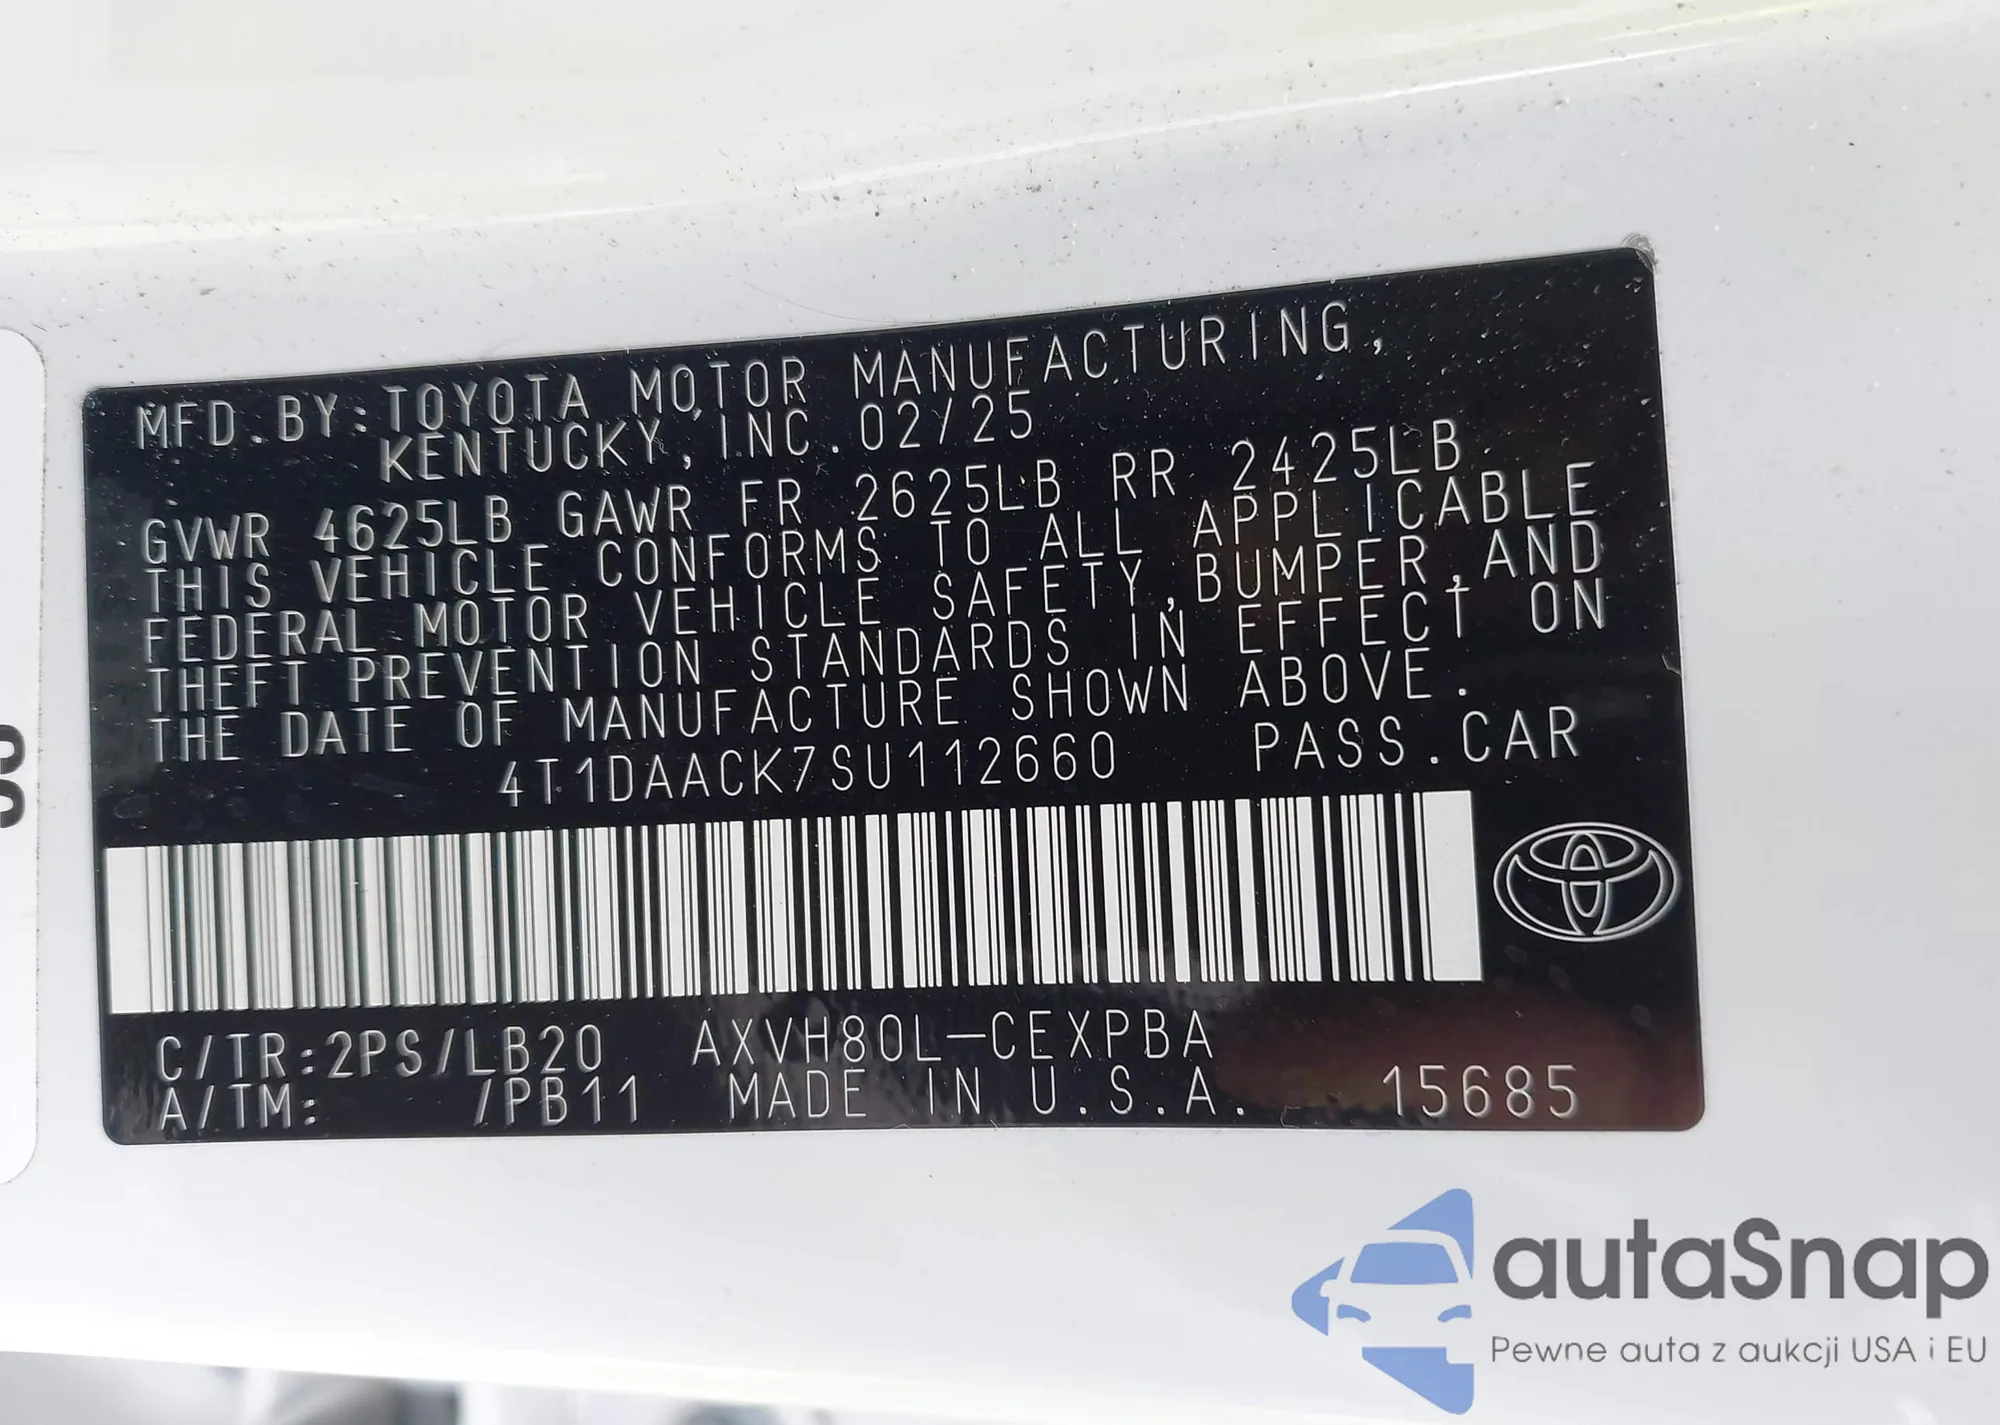 MFD.BY:TOYOTA MOTOR MANUFACTURING,
KENTUCKY,INC.02/25
GVWR 4625LB GAWR FR 2625LB RR 2425LB
THIS VEHICLE CONFORMS TO ALL APPLICABLE
FEDERAL MOTOR VEHICLE SAFETY,BUMPER,AND
THEFT PREVENTION STANDARDS IN EFFECT ON
THE DATE OF MANUFACTURE SHOWN ABOVE.
4T1DAACK7SU112660 PASS.CAR
C/TR:2PS/LB20 AXVH80L-CEXPBA
A/TM: /PB11 MADE IN U.S.A. 15685
autaSnap
Pewne auta z aukcji USA i EU